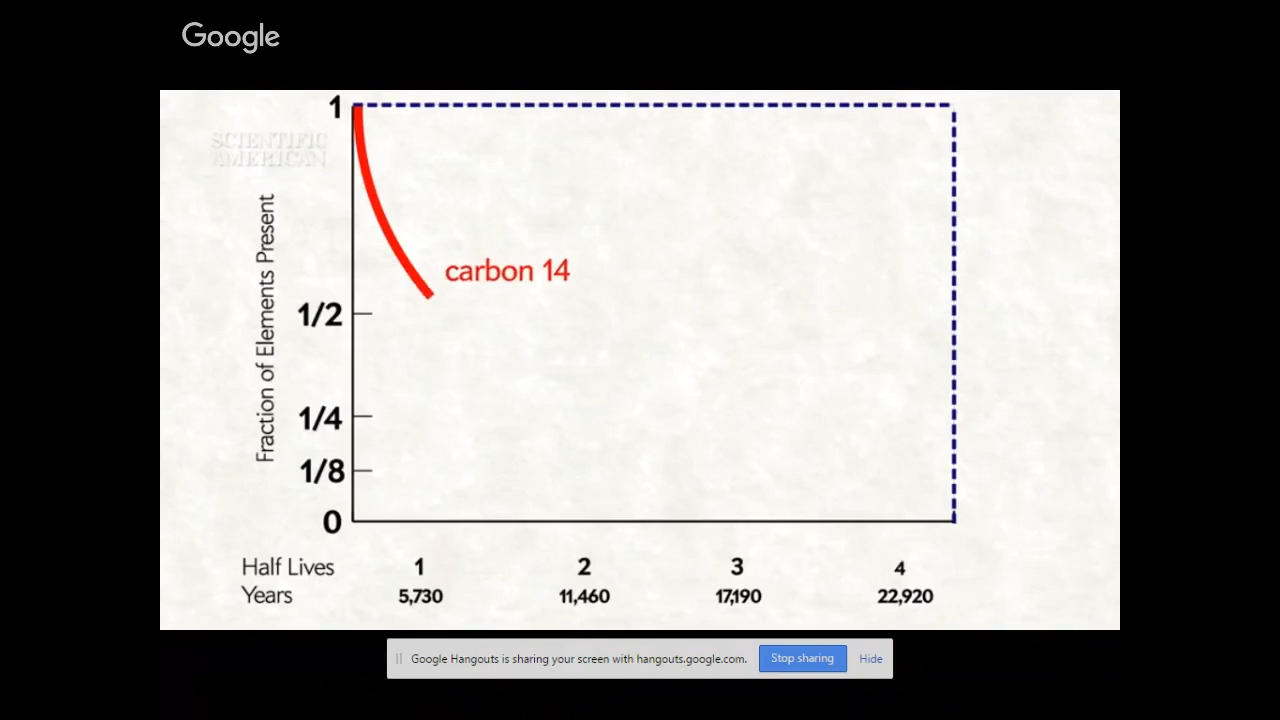 Google
1
SCIENTIFIC
AMERICAN
Fraction of Elements Present
carbon 14
1/2
1/4
1/8
0
Half Lives 1 2 3 4
Years 5,730 11,460 17,190 22,920
Google Hangouts is sharing your screen with hangouts.google.com. Stop sharing Hide